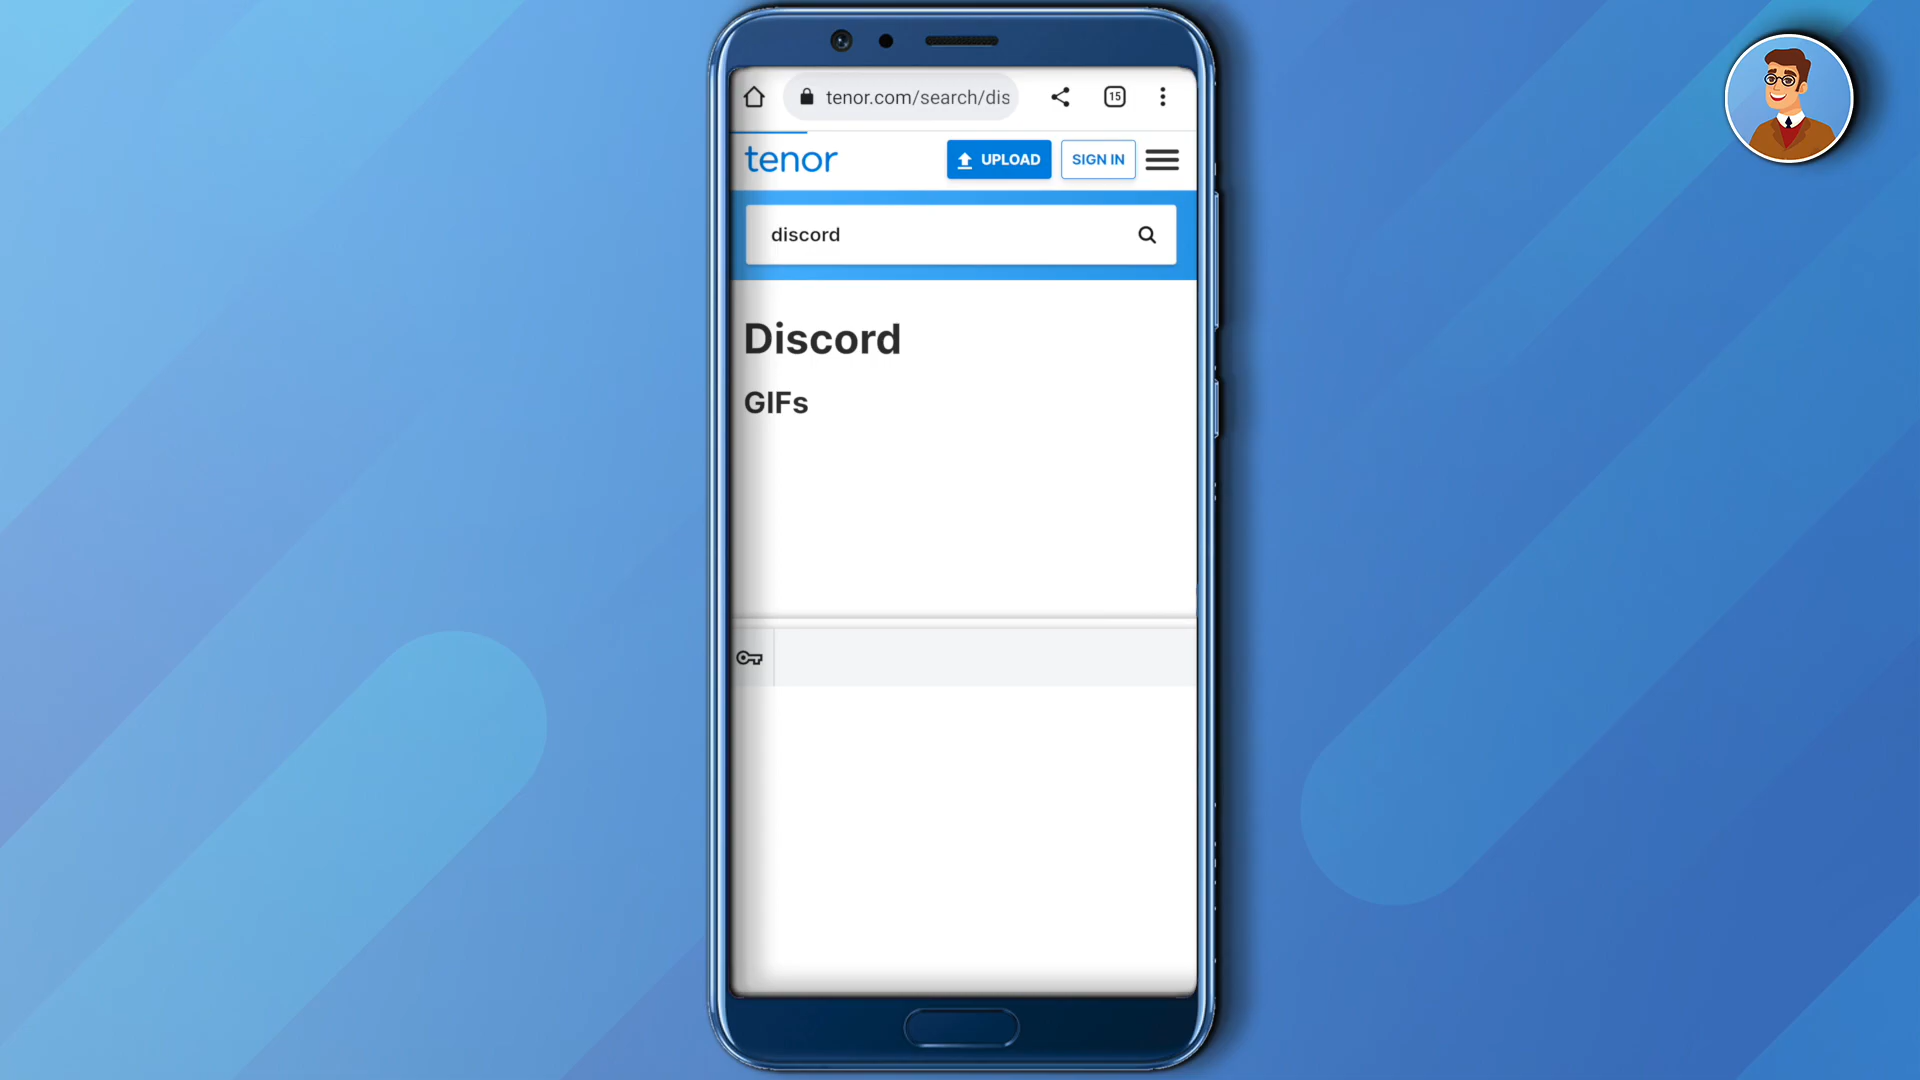 tenor.com/search/dis
15
tenor
UPLOAD
SIGN IN
discord
Discord
GIFs